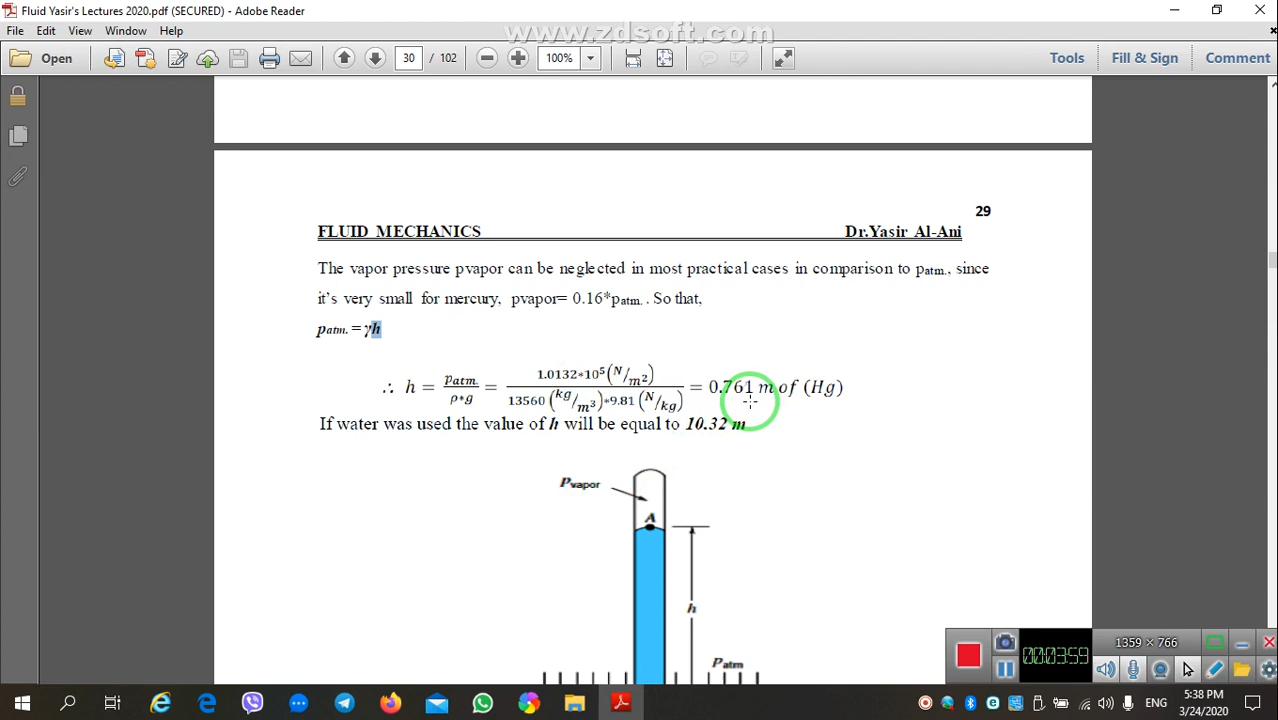 Fluid Yasir's Lectures 2020.pdf (SECURED) - Adobe Reader
File Edit View Window Help
www.zdsoft.com
Open 30 / 102 100% Tools Fill & Sign Comment
29
FLUID MECHANICS Dr.Yasir Al-Ani
The vapor pressure pvapor can be neglected in most practical cases in comparison to patm., since
it's very small for mercury, pvapor= 0.16*patm. . So that,
patm. = γh
∴ h = patm / ρ*g = 1.0132*10⁵(N/m²) / 13560 (kg/m³)*9.81 (N/kg) = 0.761 m of (Hg)
If water was used the value of h will be equal to 10.32 m
Pvapor
A
h
Patm
1359 × 766
00:03:59
ENG
5:38 PM
3/24/2020